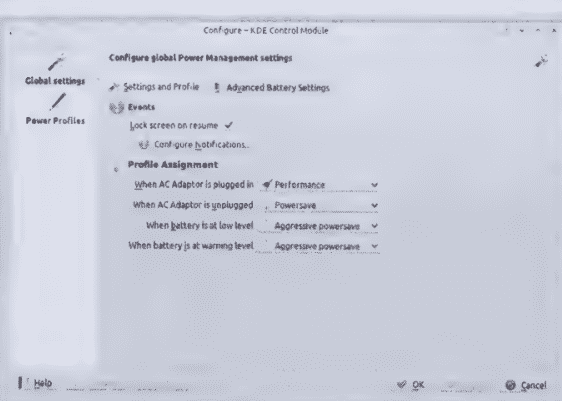 Configure – KDE Control Module
Configure global Power Management settings
Global settings
Power Profiles
Settings and Profile Advanced Battery Settings
Events
Lock screen on resume
Configure Notifications...
Profile Assignment
When AC Adaptor is plugged in Performance
When AC Adaptor is unplugged Powersave
When battery is at low level Aggressive powersave
When battery is at warning level Aggressive powersave
Help OK Cancel